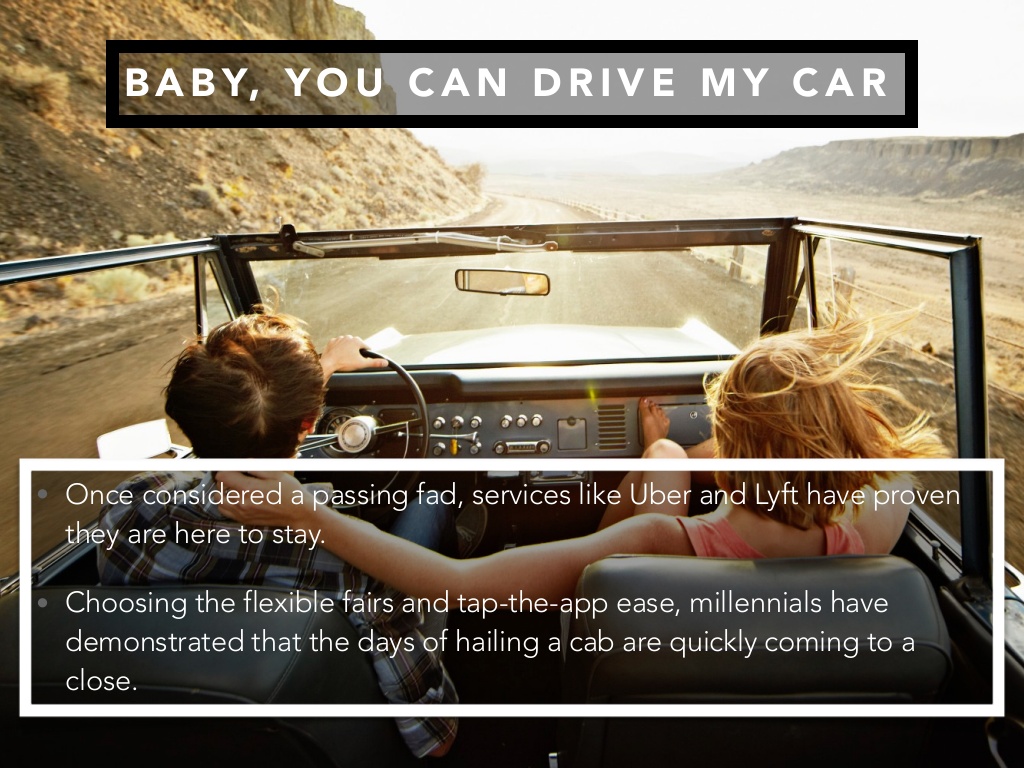 BABY, YOU CAN DRIVE MY CAR
• Once considered a passing fad, services like Uber and Lyft have proven
they are here to stay.
• Choosing the flexible fairs and tap-the-app ease, millennials have
demonstrated that the days of hailing a cab are quickly coming to a
close.